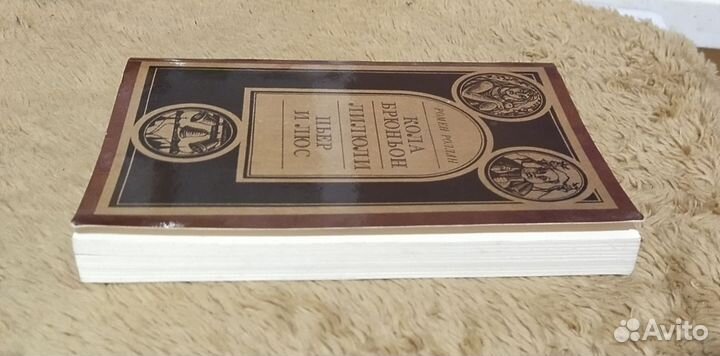 РОМЕН РОЛЛАН
КОЛА
БРЮНЬОН
ЛИЛЮЛИ
ПЬЕР
И ЛЮС
Avito